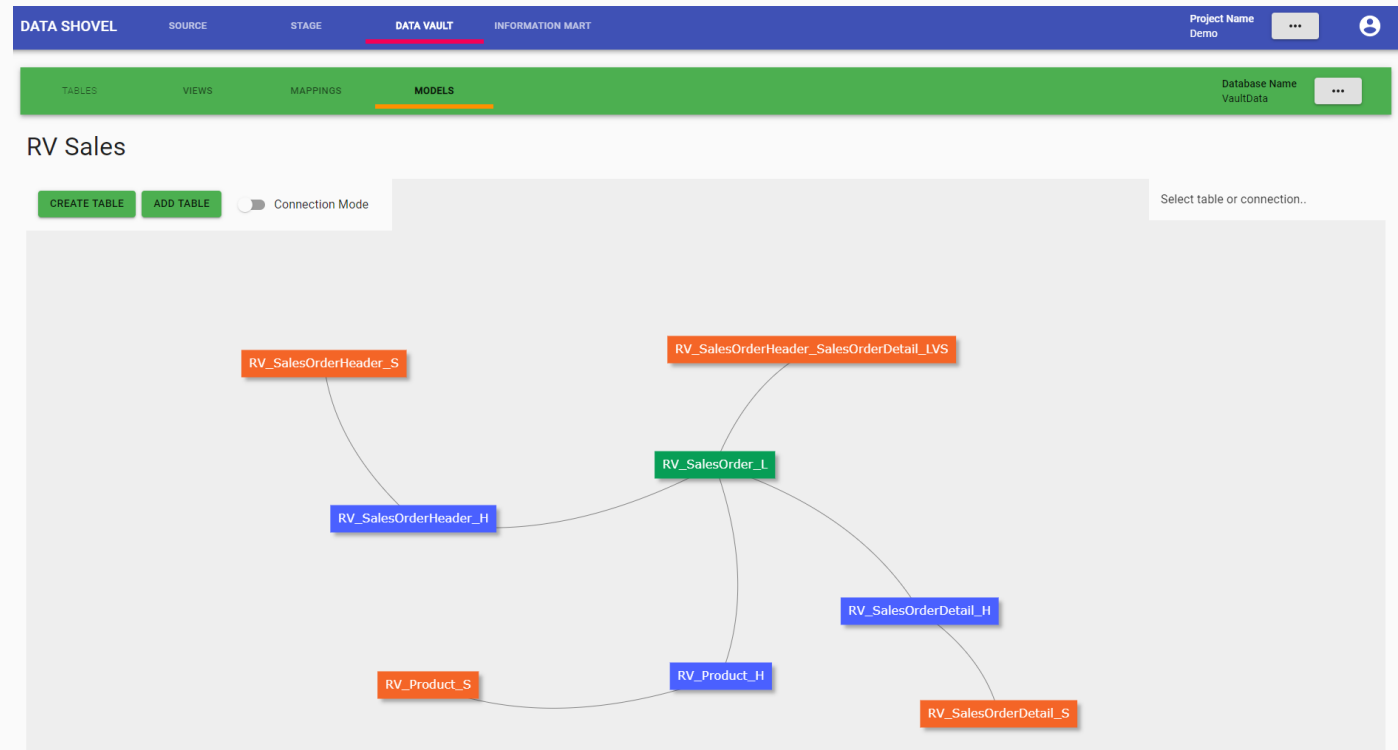 DATA SHOVEL SOURCE STAGE DATA VAULT INFORMATION MART Project Name
Demo
•••
TABLES VIEWS MAPPINGS MODELS Database Name
VaultData
•••
RV Sales
CREATE TABLE ADD TABLE Connection Mode Select table or connection..
RV_SalesOrderHeader_SalesOrderDetail_LVS
RV_SalesOrderHeader_S
RV_SalesOrder_L
RV_SalesOrderHeader_H
RV_SalesOrderDetail_H
RV_Product_H
RV_Product_S
RV_SalesOrderDetail_S